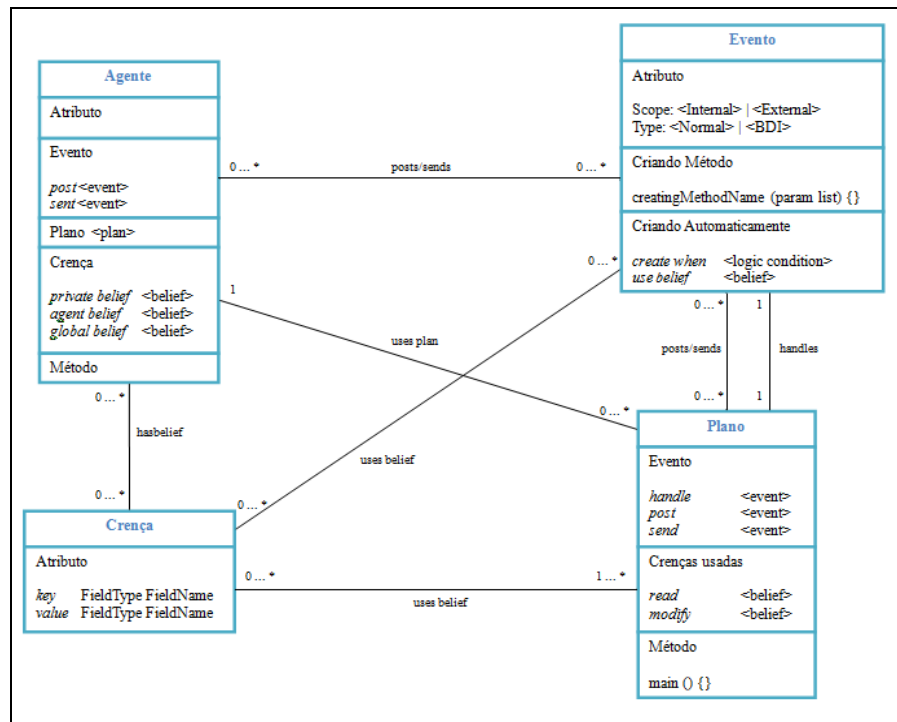 Agente
Atributo
Evento
post <event>
sent <event>
Plano <plan>
Crença
private belief <belief>
agent belief <belief>
global belief <belief>
Método
Evento
Atributo
Scope: <Internal> | <External>
Type: <Normal> | <BDI>
Criando Método
creatingMethodName (param list) {}
Criando Automaticamente
create when <logic condition>
use belief <belief>
0 ... *
posts/sends
0 ... *
0 ... *
1
uses plan
0 ... *
0 ... *
1
posts/sends
handles
0 ... *
1
0 ... *
hasbelief
0 ... *
uses belief
0 ... *
Crença
Atributo
key FieldType FieldName
value FieldType FieldName
0 ... *
uses belief
1 ... *
Plano
Evento
handle <event>
post <event>
send <event>
Crenças usadas
read <belief>
modify <belief>
Método
main () {}